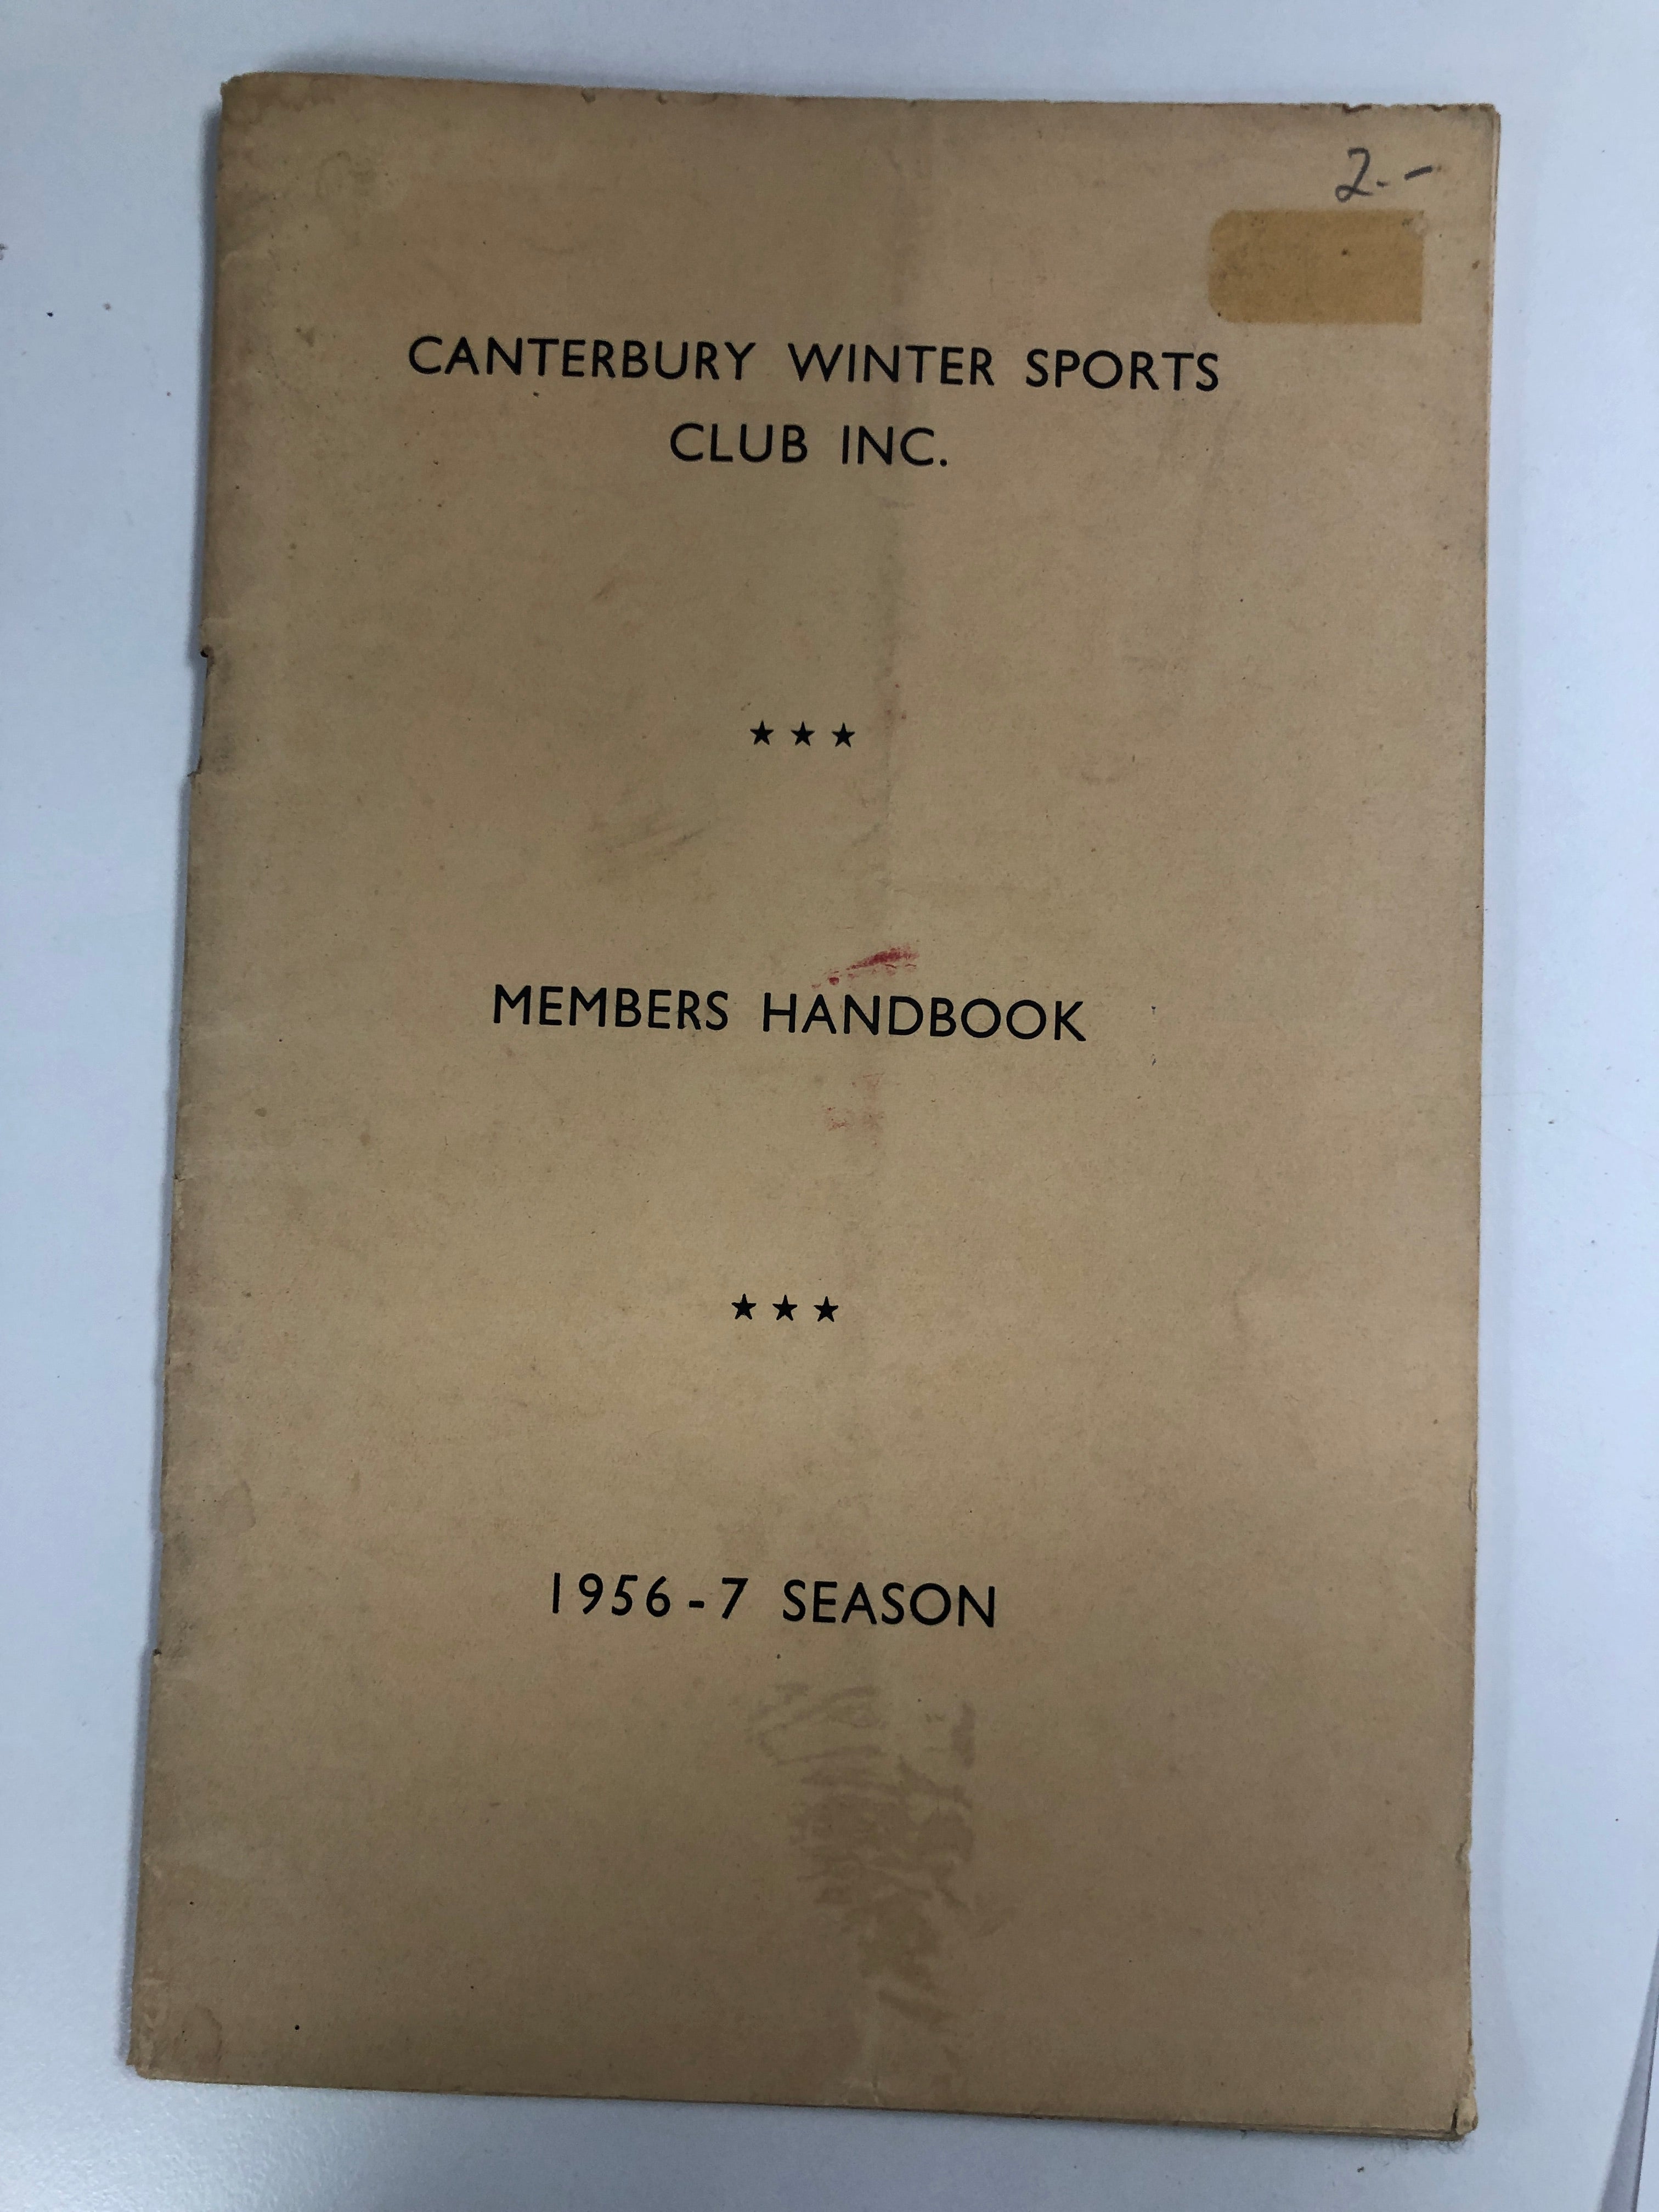 2.-
CANTERBURY WINTER SPORTS
CLUB INC.
★ ★ ★
MEMBERS HANDBOOK
★ ★ ★
1956-7 SEASON